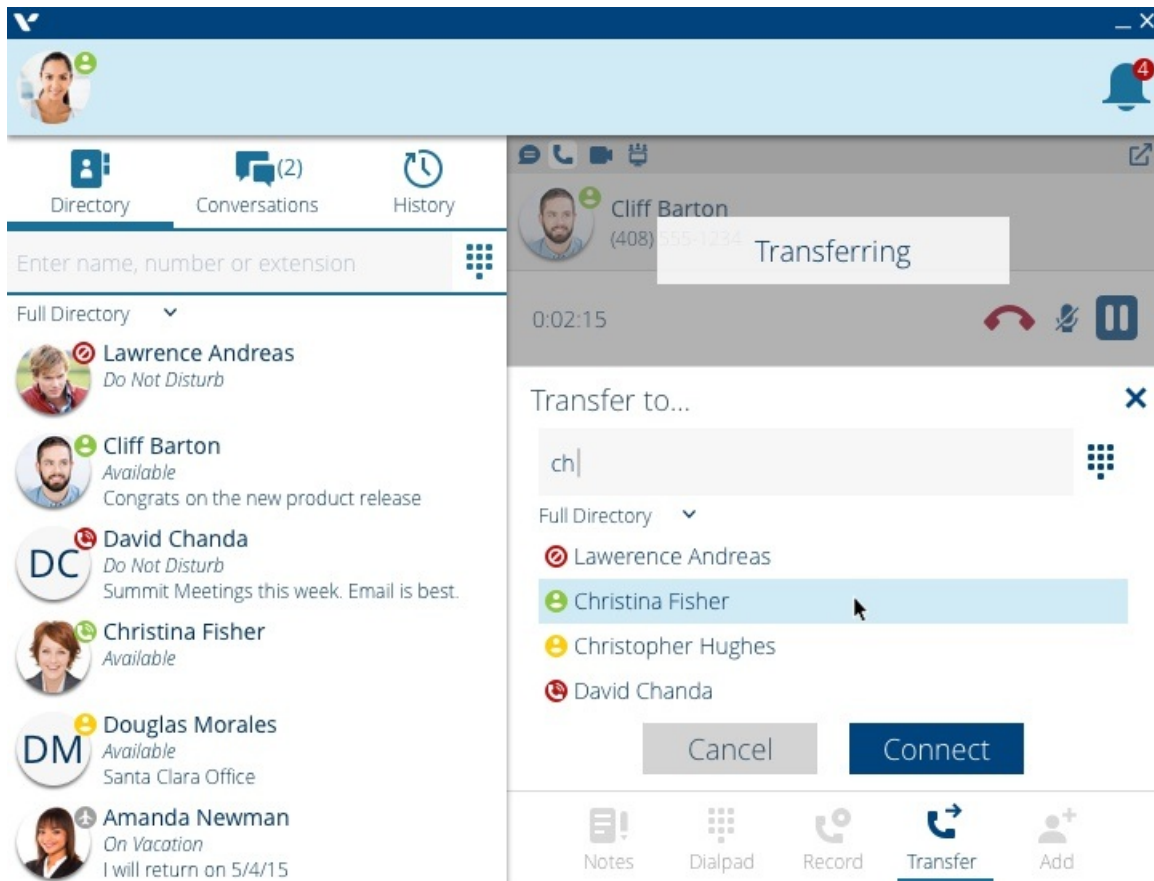 4
Directory
(2)
Conversations
History
Enter name, number or extension
Full Directory
Lawrence Andreas
Do Not Disturb
Cliff Barton
Available
Congrats on the new product release
DC
David Chanda
Do Not Disturb
Summit Meetings this week. Email is best.
Christina Fisher
Available
DM
Douglas Morales
Available
Santa Clara Office
Amanda Newman
On Vacation
I will return on 5/4/15
Cliff Barton
(408) 555-1234
Transferring
0:02:15
Transfer to...
ch
Full Directory
Lawerence Andreas
Christina Fisher
Christopher Hughes
David Chanda
Cancel
Connect
Notes
Dialpad
Record
Transfer
Add